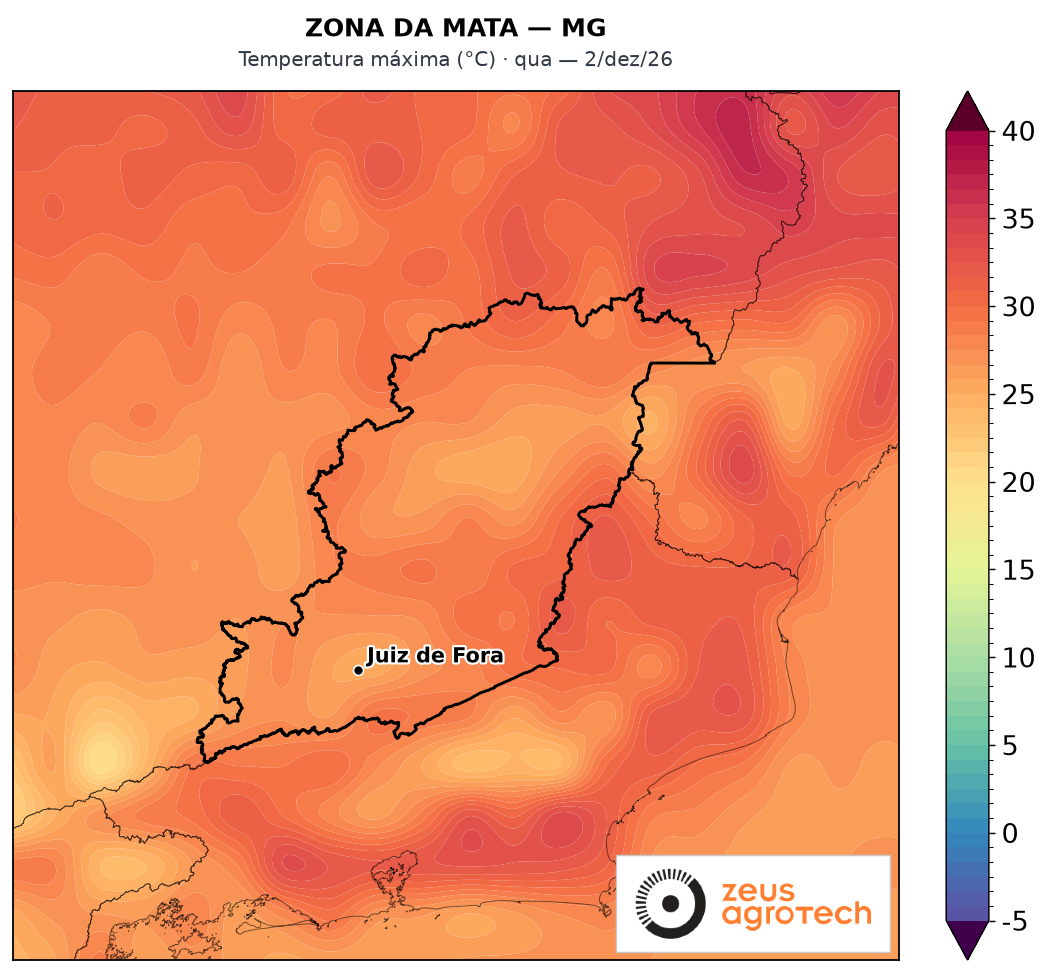 ZONA DA MATA — MG
Temperatura máxima (°C) · qua — 2/dez/26
Juiz de Fora
40
35
30
25
20
15
10
5
0
-5
zeus
agrotech